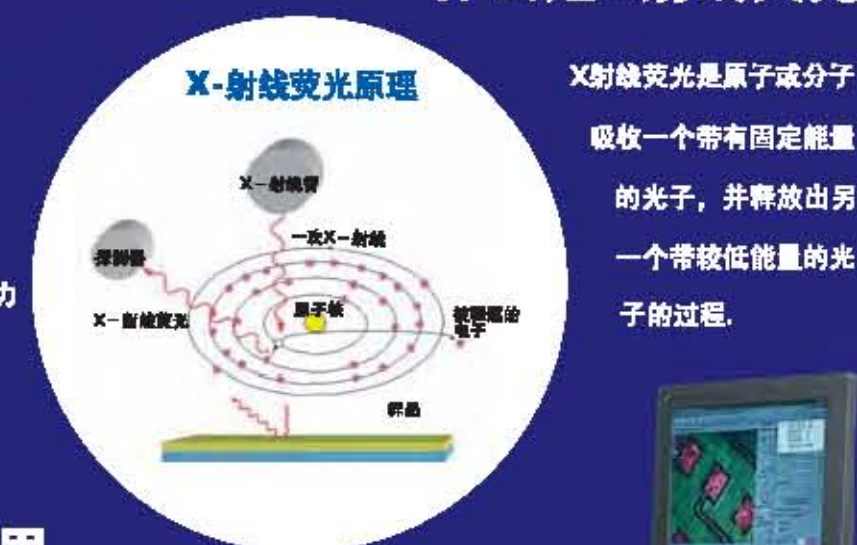 X-射线荧光原理
X-射线管
一次X-射线
探测器
X-射线荧光
原子核
电子
样品
X射线荧光是原子或分子
吸收一个带有固定能量
的光子，并释放出另
一个带较低能量的光
子的过程.